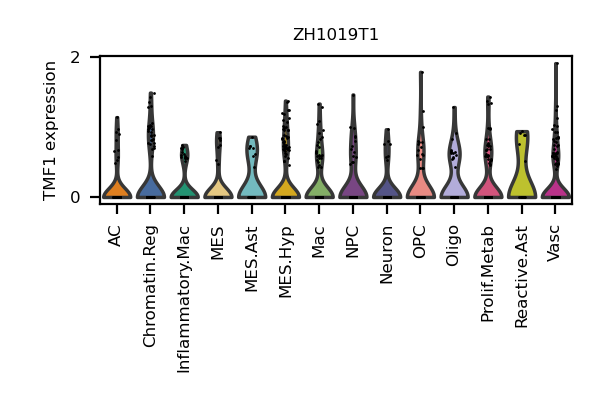 ZH1019T1
TMF1 expression
2
0
AC
Chromatin.Reg
Inflammatory.Mac
MES
MES.Ast
MES.Hyp
Mac
NPC
Neuron
OPC
Oligo
Prolif.Metab
Reactive.Ast
Vasc